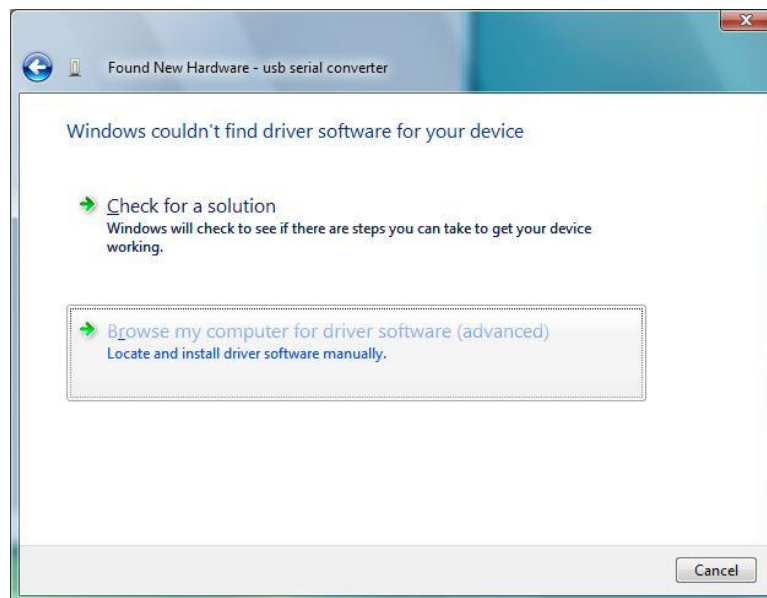 Found New Hardware - usb serial converter
Windows couldn't find driver software for your device
Check for a solution
Windows will check to see if there are steps you can take to get your device
working.
Browse my computer for driver software (advanced)
Locate and install driver software manually.
Cancel